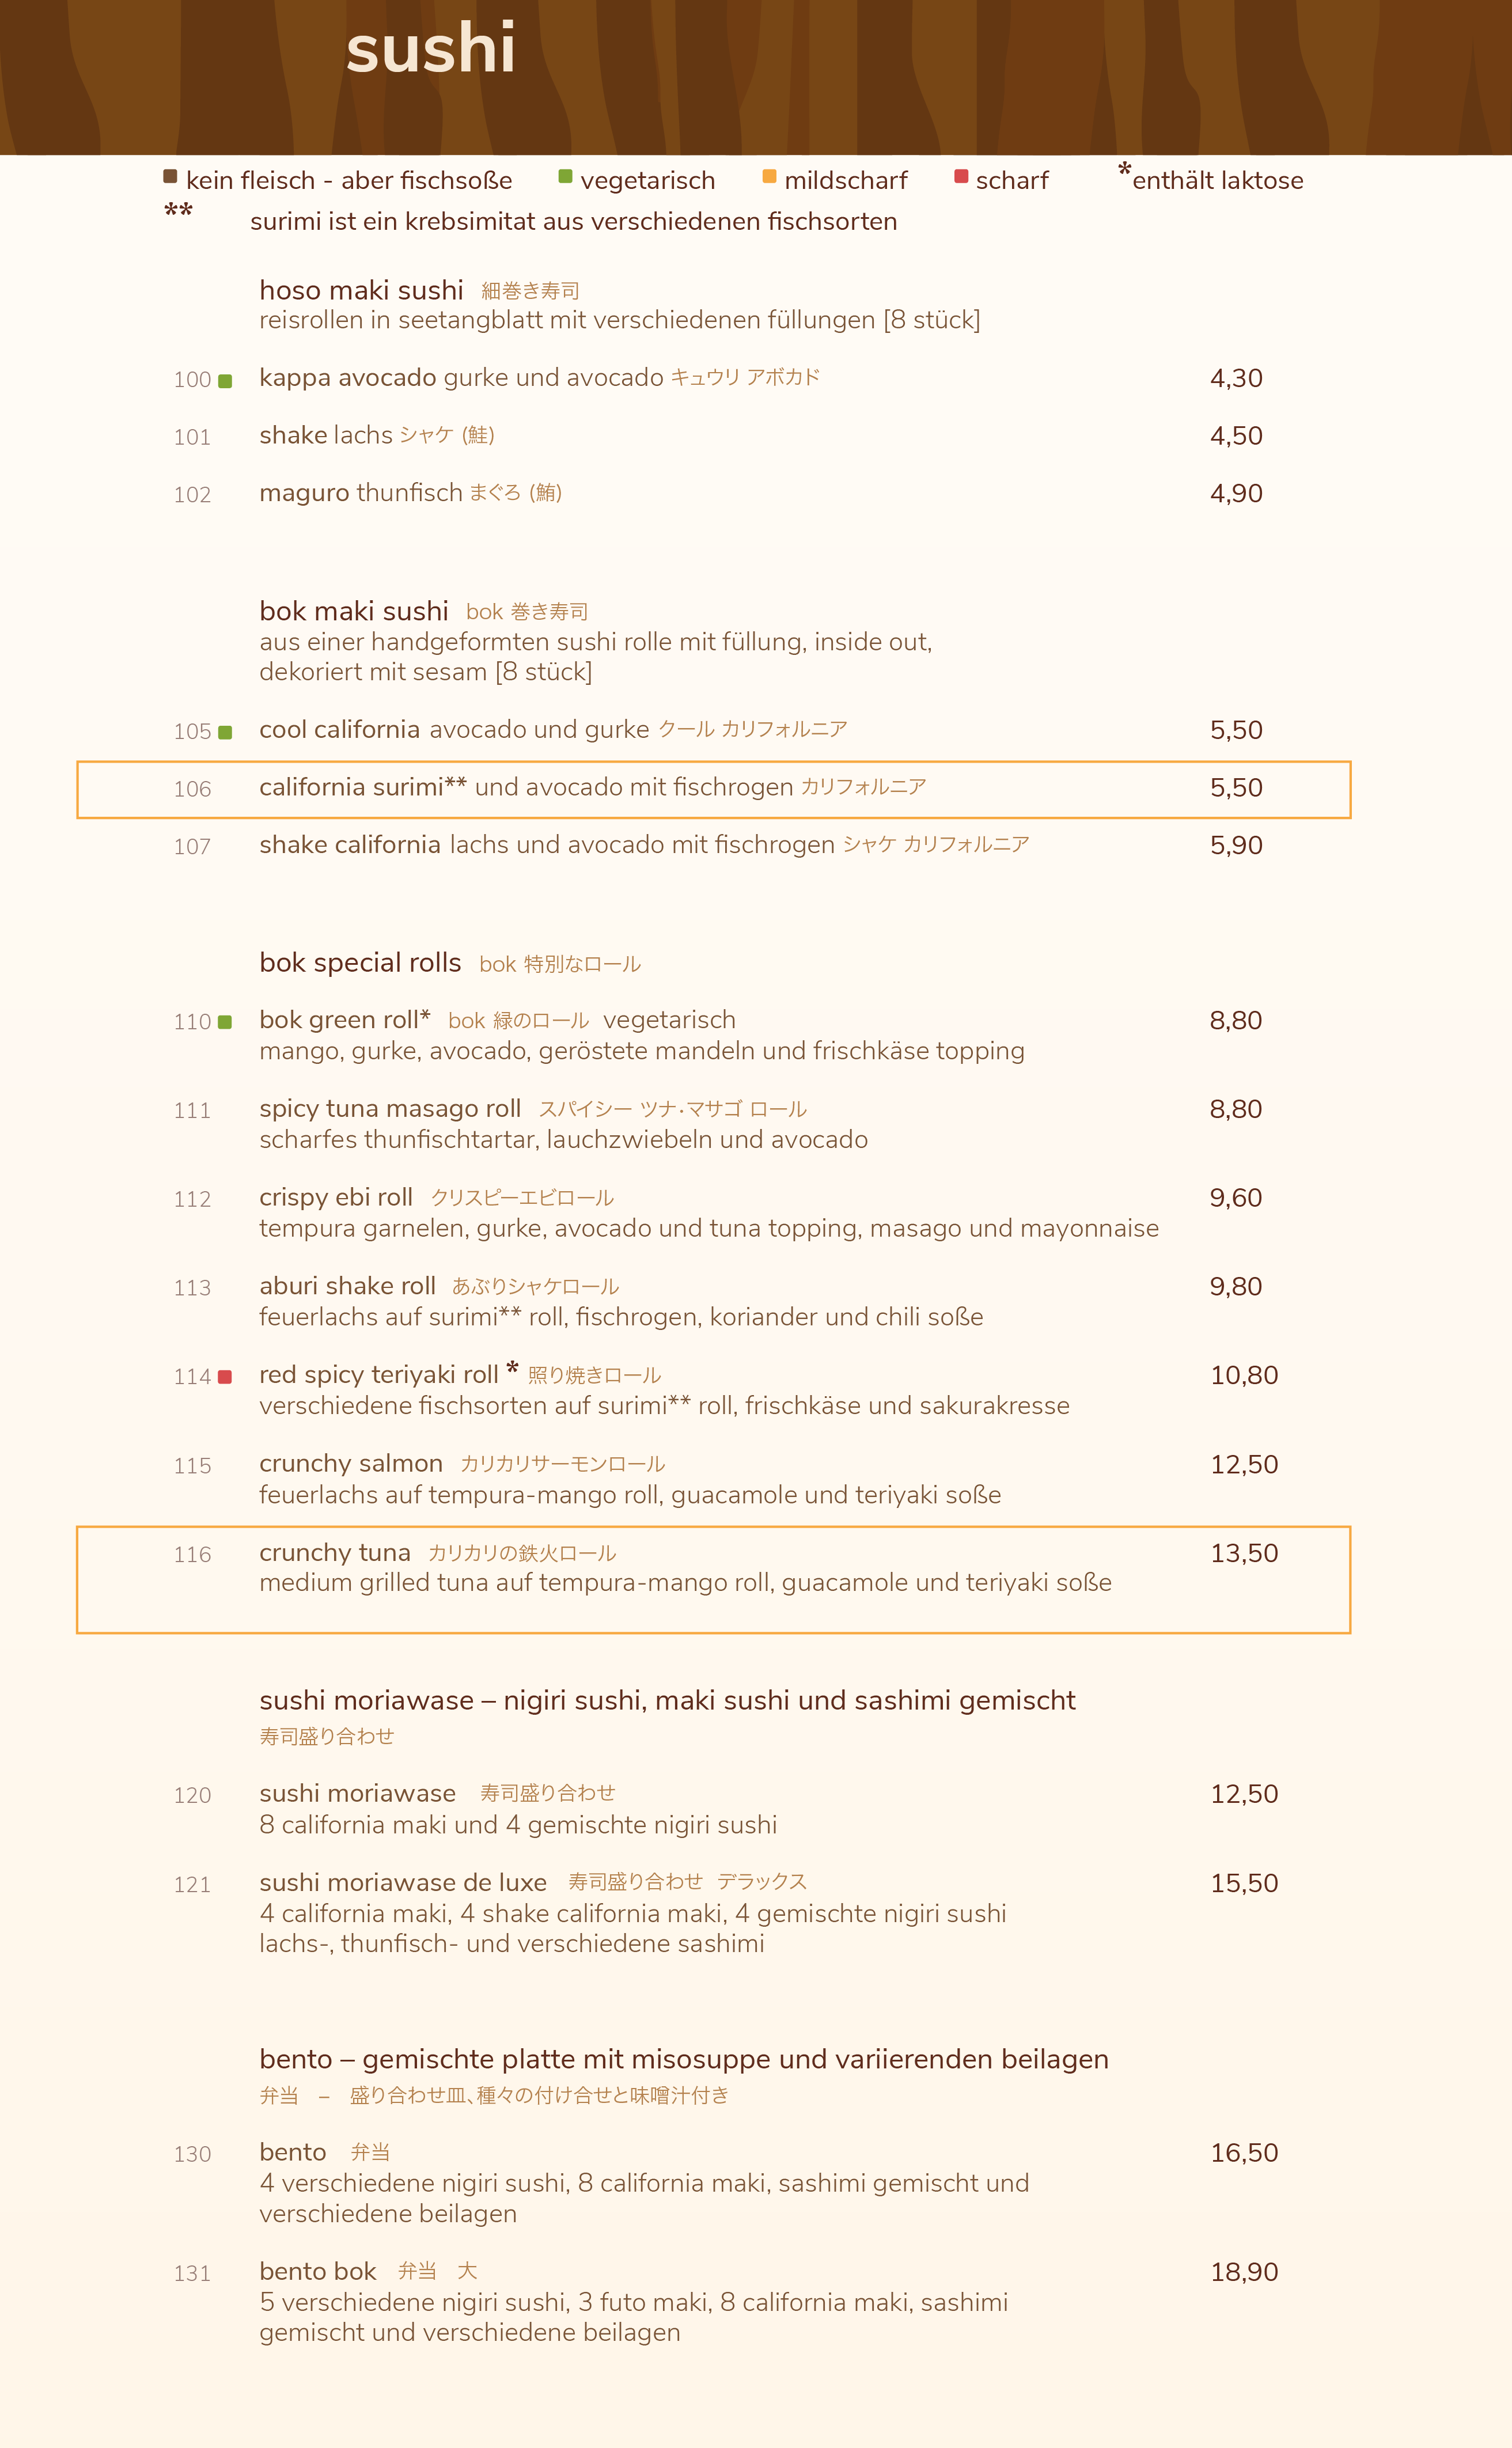 sushi
kein fleisch - aber fischsoße vegetarisch mildscharf scharf *enthält laktose
** surimi ist ein krebsimitat aus verschiedenen fischsorten
hoso maki sushi 細巻き寿司
reisrollen in seetangblatt mit verschiedenen füllungen [8 stück]
100 kappa avocado gurke und avocado キュウリ アボカド 4,30
101 shake lachs シャケ (鮭) 4,50
102 maguro thunfisch まぐろ (鮪) 4,90
bok maki sushi bok 巻き寿司
aus einer handgeformten sushi rolle mit füllung, inside out,
dekoriert mit sesam [8 stück]
105 cool california avocado und gurke クール カリフォルニア 5,50
106 california surimi** und avocado mit fischrogen カリフォルニア 5,50
107 shake california lachs und avocado mit fischrogen シャケ カリフォルニア 5,90
bok special rolls bok 特別なロール
110 bok green roll* bok 緑のロール vegetarisch 8,80
mango, gurke, avocado, geröstete mandeln und frischkäse topping
111 spicy tuna masago roll スパイシー ツナ・マサゴ ロール 8,80
scharfes thunfischtartar, lauchzwiebeln und avocado
112 crispy ebi roll クリスピーエビロール 9,60
tempura garnelen, gurke, avocado und tuna topping, masago und mayonnaise
113 aburi shake roll あぶりシャケロール 9,80
feuerlachs auf surimi** roll, fischrogen, koriander und chili soße
114 red spicy teriyaki roll * 照り焼きロール 10,80
verschiedene fischsorten auf surimi** roll, frischkäse und sakurakresse
115 crunchy salmon カリカリサーモンロール 12,50
feuerlachs auf tempura-mango roll, guacamole und teriyaki soße
116 crunchy tuna カリカリの鉄火ロール 13,50
medium grilled tuna auf tempura-mango roll, guacamole und teriyaki soße
sushi moriawase – nigiri sushi, maki sushi und sashimi gemischt
寿司盛り合わせ
120 sushi moriawase 寿司盛り合わせ 12,50
8 california maki und 4 gemischte nigiri sushi
121 sushi moriawase de luxe 寿司盛り合わせ デラックス 15,50
4 california maki, 4 shake california maki, 4 gemischte nigiri sushi
lachs-, thunfisch- und verschiedene sashimi
bento – gemischte platte mit misosuppe und variierenden beilagen
弁当 – 盛り合わせ皿、種々の付け合せと味噌汁付き
130 bento 弁当 16,50
4 verschiedene nigiri sushi, 8 california maki, sashimi gemischt und
verschiedene beilagen
131 bento bok 弁当 大 18,90
5 verschiedene nigiri sushi, 3 futo maki, 8 california maki, sashimi
gemischt und verschiedene beilagen